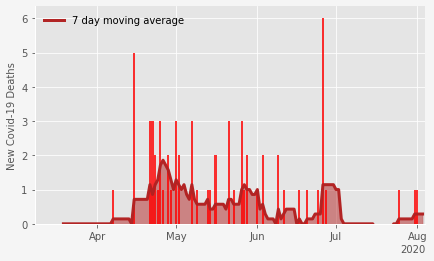 7 day moving average
New Covid-19 Deaths
6
5
4
3
2
1
0
Apr
May
Jun
Jul
Aug
2020